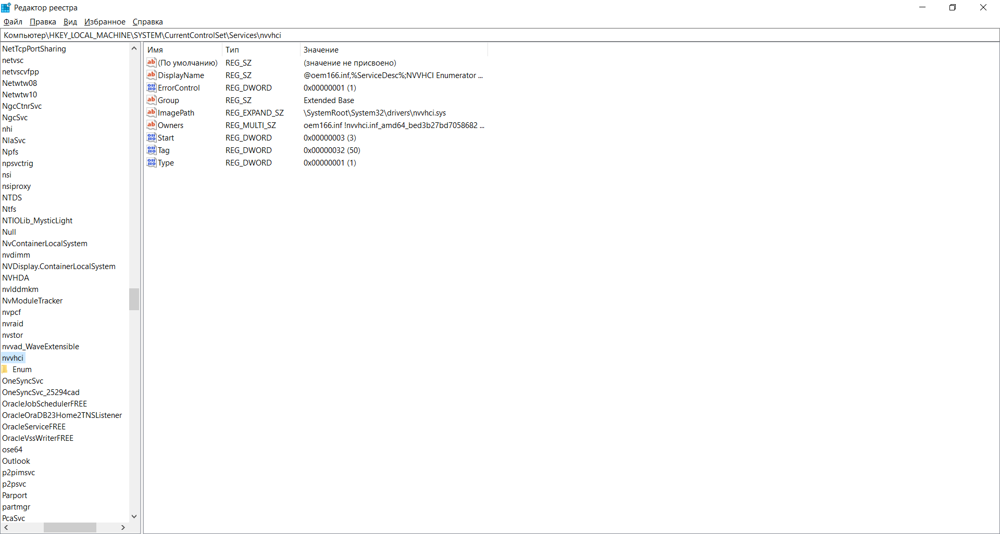 Редактор реестра
Файл Правка Вид Избранное Справка
Компьютер\HKEY_LOCAL_MACHINE\SYSTEM\CurrentControlSet\Services\nvvhci
NetTcpPortSharing
netvsc
netvscvfpp
Netwtw08
Netwtw10
NgcCtnrSvc
NgcSvc
nhi
NlaSvc
Npfs
npsvctrig
nsi
nsiproxy
NTDS
Ntfs
NTIOLib_MysticLight
Null
NvContainerLocalSystem
nvdimm
NVDisplay.ContainerLocalSystem
NVHDA
nvlddmkm
NvModuleTracker
nvpcf
nvraid
nvstor
nvvad_WaveExtensible
nvvhci
Enum
OneSyncSvc
OneSyncSvc_25294cad
OracleJobSchedulerFREE
OracleOraDB23Home2TNSListener
OracleServiceFREE
OracleVssWriterFREE
ose64
Outlook
p2pimsvc
p2psvc
Parport
partmgr
PcaSvc
Имя Тип Значение
(По умолчанию) REG_SZ (значение не присвоено)
DisplayName REG_SZ @oem166.inf,%ServiceDesc%;NVVHCI Enumerator ...
ErrorControl REG_DWORD 0x00000001 (1)
Group REG_SZ Extended Base
ImagePath REG_EXPAND_SZ \SystemRoot\System32\drivers\nvvhci.sys
Owners REG_MULTI_SZ oem166.inf !nvvhci.inf_amd64_bed3b27bd7058682 ...
Start REG_DWORD 0x00000003 (3)
Tag REG_DWORD 0x00000032 (50)
Type REG_DWORD 0x00000001 (1)